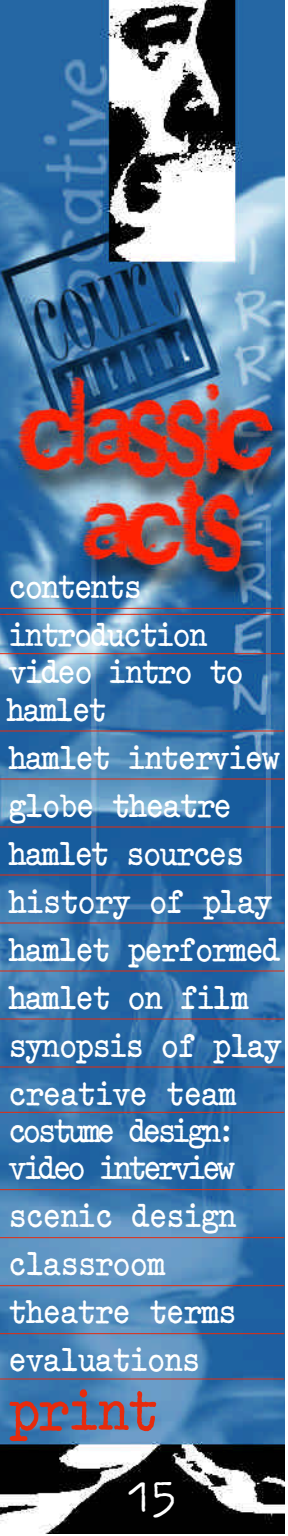 ocative
IRREVERENT
court
THEATRE
classic
acts
contents
introduction
video intro to
hamlet
hamlet interview
globe theatre
hamlet sources
history of play
hamlet performed
hamlet on film
synopsis of play
creative team
costume design:
video interview
scenic design
classroom
theatre terms
evaluations
print
15